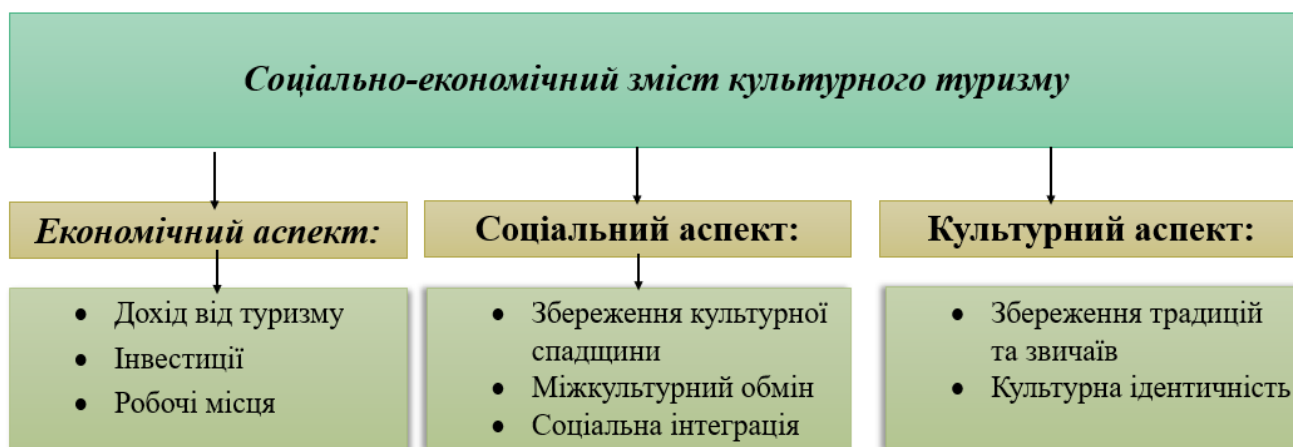 Соціально-економічний зміст культурного туризму
Економічний аспект:
• Дохід від туризму
• Інвестиції
• Робочі місця
Соціальний аспект:
• Збереження культурної
спадщини
• Міжкультурний обмін
• Соціальна інтеграція
Культурний аспект:
• Збереження традицій
та звичаїв
• Культурна ідентичність